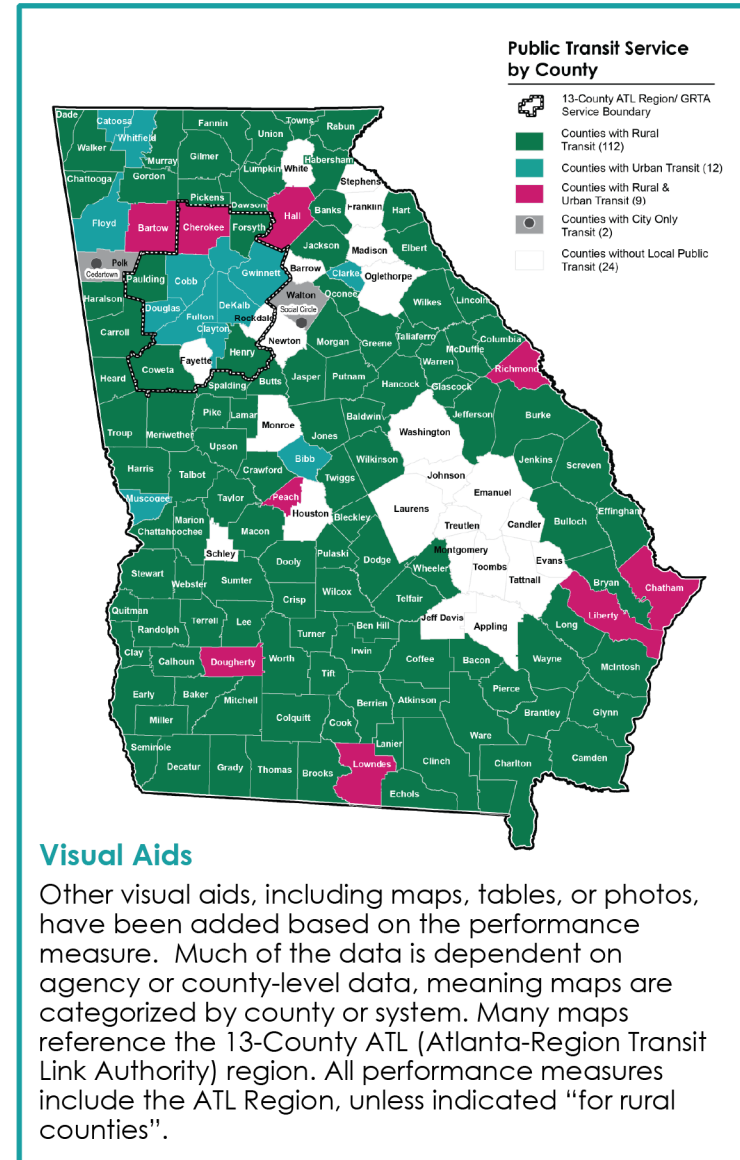 Public Transit Service
by County
13-County ATL Region/ GRTA
Service Boundary
Counties with Rural
Transit (112)
Counties with Urban Transit (12)
Counties with Rural &
Urban Transit (9)
Counties with City Only
Transit (2)
Counties without Local Public
Transit (24)
Dade
Catoosa
Whitfield
Fannin
Towns
Union
Rabun
Walker
Murray
Gilmer
Habersham
Lumpkin
White
Chattooga
Gordon
Stephens
Pickens
Dawson
Franklin
Hart
Banks
Hall
Floyd
Bartow
Cherokee
Forsyth
Jackson
Madison
Elbert
Polk
Cedartown
Paulding
Cobb
Gwinnett
Barrow
Clarke
Oglethorpe
Oconee
Walton
Social Circle
Haralson
Douglas
DeKalb
Fulton
Rockdale
Clayton
Wilkes
Lincoln
Carroll
Newton
Morgan
Greene
Taliaferro
Columbia
McDuffie
Fayette
Henry
Warren
Richmond
Heard
Coweta
Spalding
Butts
Jasper
Putnam
Hancock
Glascock
Pike
Lamar
Monroe
Baldwin
Jefferson
Burke
Troup
Meriwether
Upson
Jones
Washington
Bibb
Wilkinson
Jenkins
Screven
Harris
Talbot
Crawford
Twiggs
Johnson
Emanuel
Muscogee
Taylor
Peach
Houston
Bleckley
Laurens
Treutlen
Candler
Bulloch
Effingham
Marion
Chattahoochee
Macon
Schley
Dooly
Pulaski
Dodge
Montgomery
Wheeler
Toombs
Evans
Tattnall
Bryan
Chatham
Stewart
Webster
Sumter
Crisp
Wilcox
Telfair
Liberty
Quitman
Randolph
Terrell
Lee
Turner
Ben Hill
Jeff Davis
Appling
Long
Clay
Calhoun
Dougherty
Worth
Irwin
Coffee
Bacon
Wayne
McIntosh
Tift
Early
Baker
Mitchell
Berrien
Atkinson
Pierce
Miller
Colquitt
Cook
Brantley
Glynn
Ware
Seminole
Lanier
Decatur
Grady
Thomas
Brooks
Lowndes
Clinch
Charlton
Camden
Echols
Visual Aids
Other visual aids, including maps, tables, or photos,
have been added based on the performance
measure.  Much of the data is dependent on
agency or county-level data, meaning maps are
categorized by county or system. Many maps
reference the 13-County ATL (Atlanta-Region Transit
Link Authority) region. All performance measures
include the ATL Region, unless indicated “for rural
counties”.